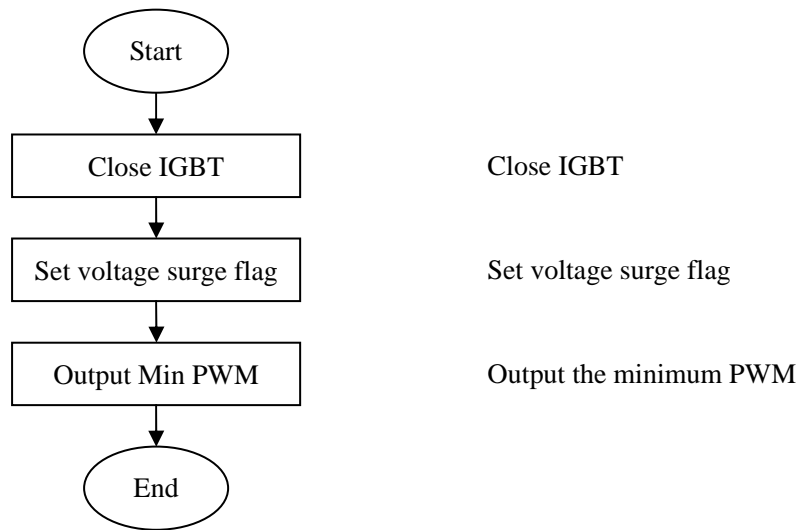 Start
Close IGBT
Close IGBT
Set voltage surge flag
Set voltage surge flag
Output Min PWM
Output the minimum PWM
End